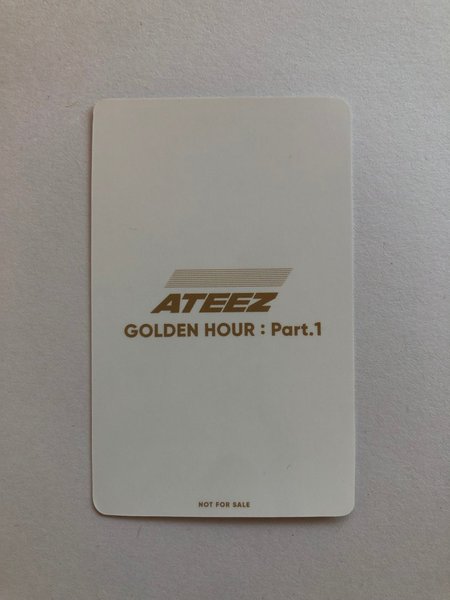 ATEEZ
GOLDEN HOUR : Part.1
NOT FOR SALE